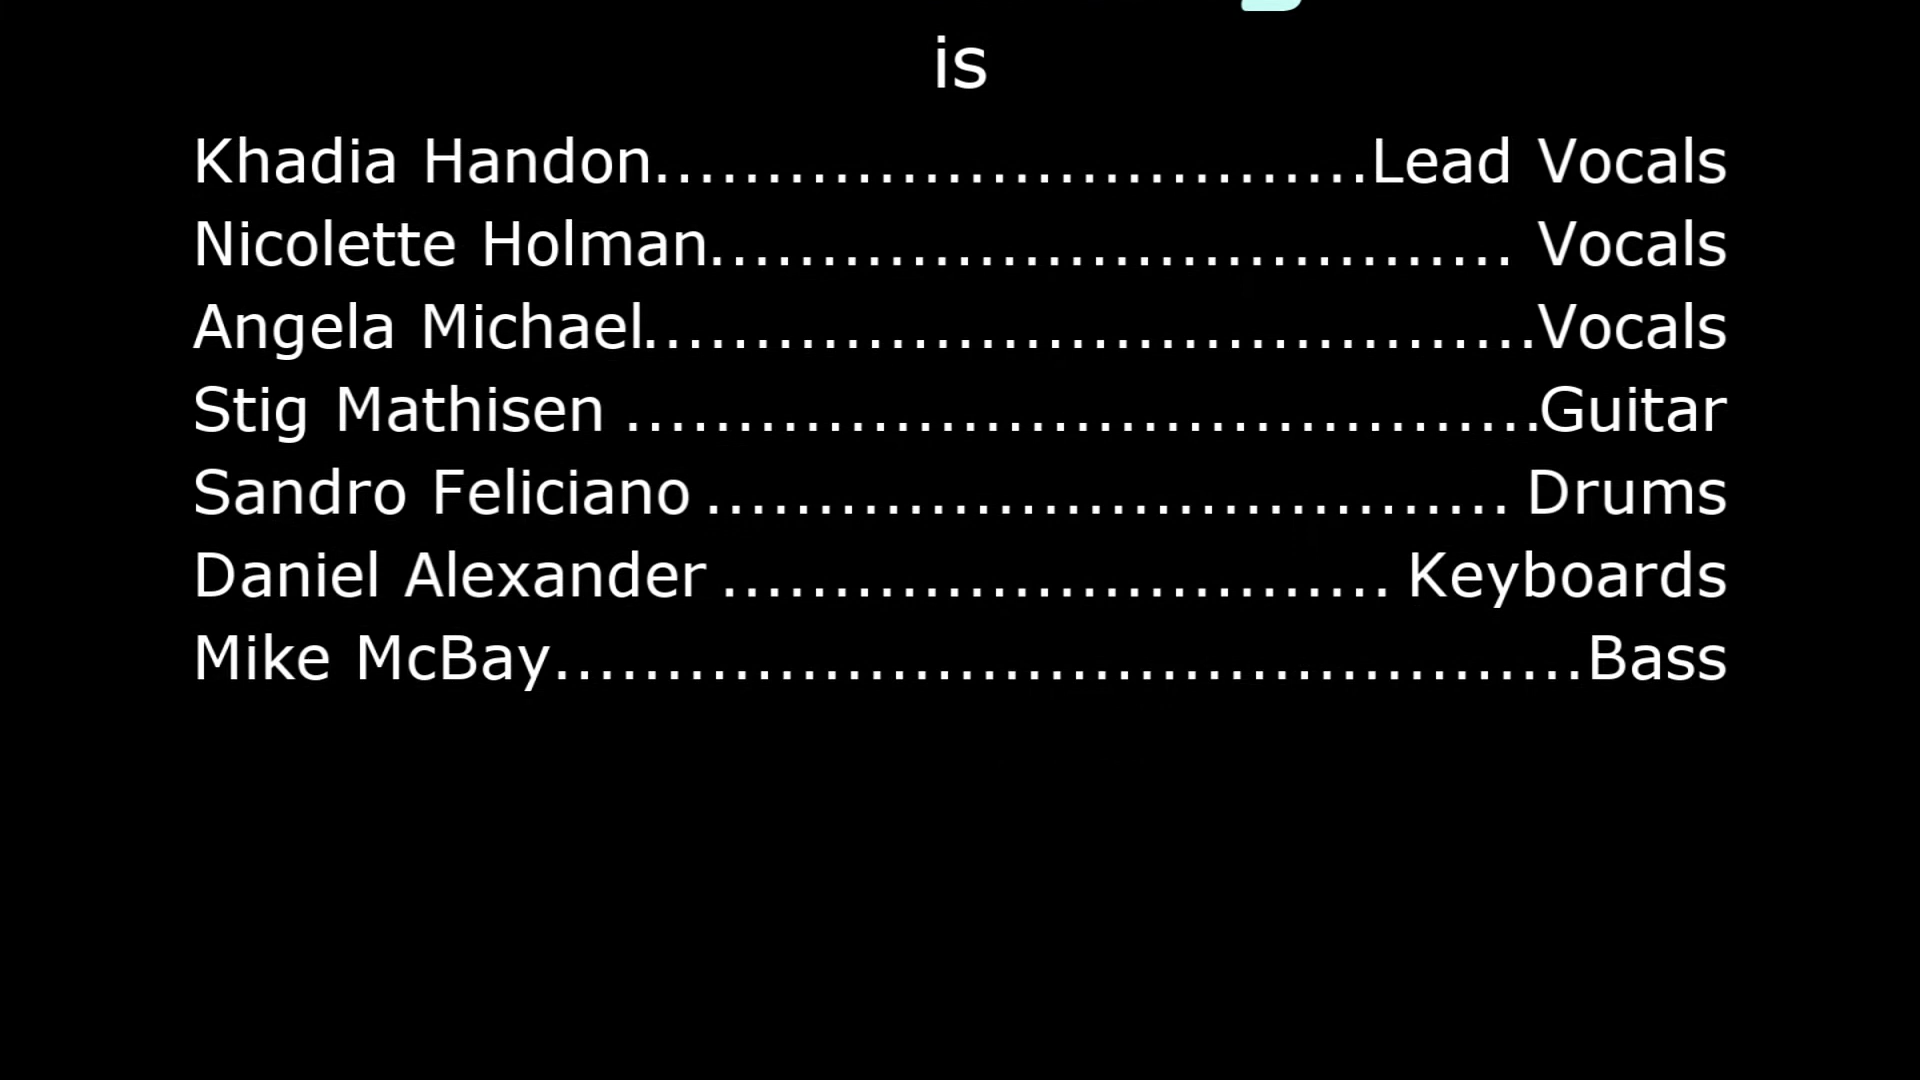 is
Khadia Handon................................Lead Vocals
Nicolette Holman.................................... Vocals
Angela Michael........................................Vocals
Stig Mathisen .........................................Guitar
Sandro Feliciano .................................... Drums
Daniel Alexander .............................. Keyboards
Mike McBay..............................................Bass